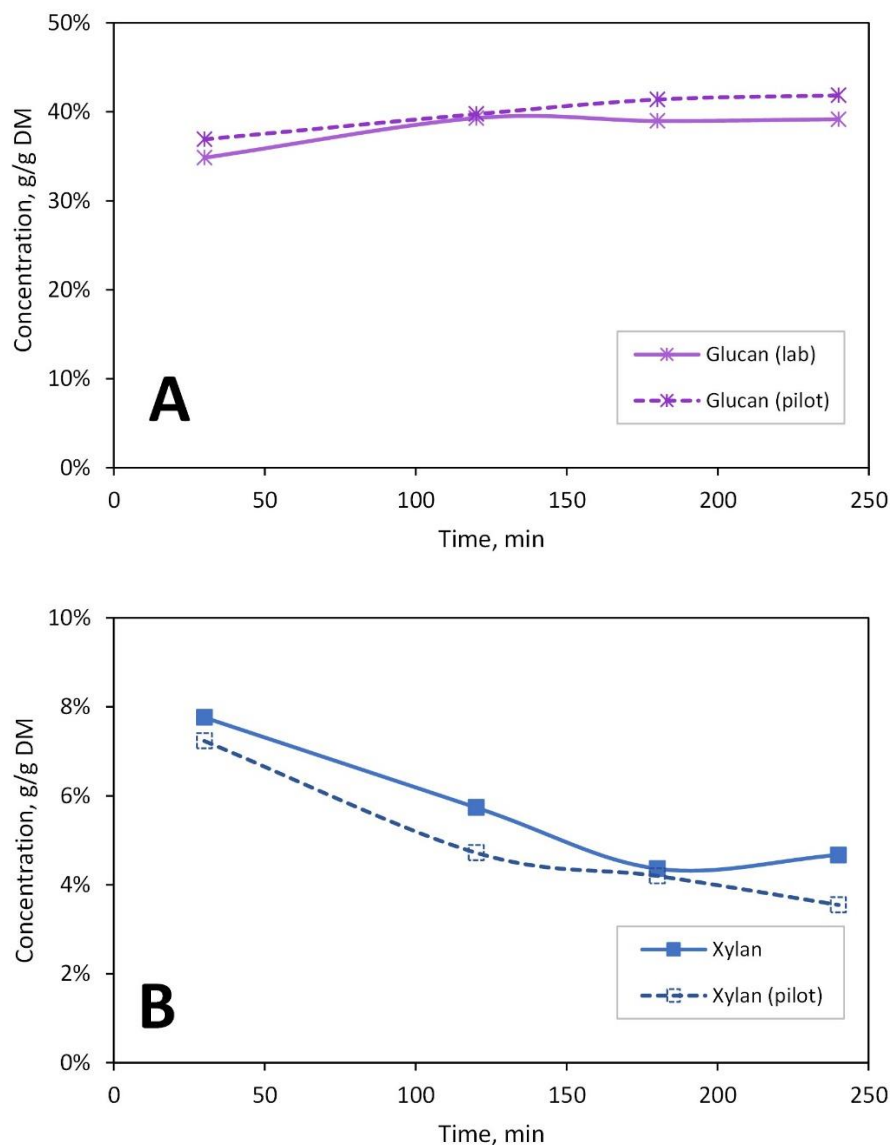 50%
40%
30%
20%
10%
0%
Concentration, g/g DM
Glucan (lab)
Glucan (pilot)
A
0 50 100 150 200 250
Time, min
10%
8%
6%
4%
2%
0%
Concentration, g/g DM
Xylan
Xylan (pilot)
B
0 50 100 150 200 250
Time, min